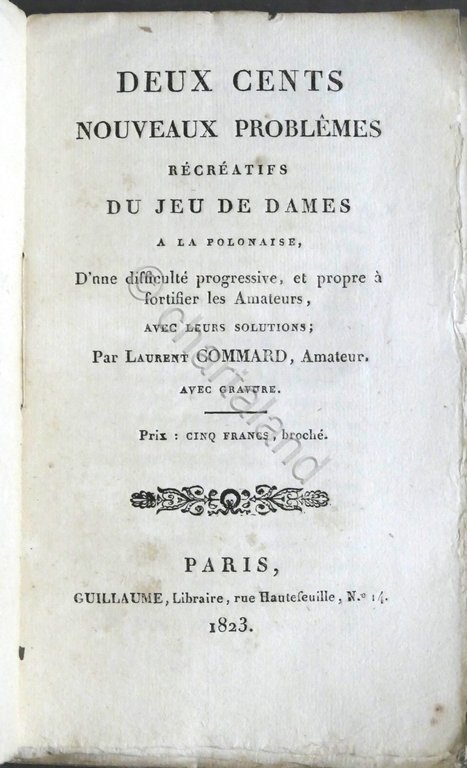 DEUX CENTS
NOUVEAUX PROBLÊMES
RÉCRÉATIFS
DU JEU DE DAMES
A LA POLONAISE,
D'une difficulté progressive, et propre à
fortifier les Amateurs,
AVEC LEURS SOLUTIONS;
Par LAURENT COMMARD, Amateur.
AVEC GRAVURE.
Prix : CINQ FRANCS, broché.
PARIS,
GUILLAUME, Libraire, rue Hautefeuille, N.º 14.
1823.
© chartaland